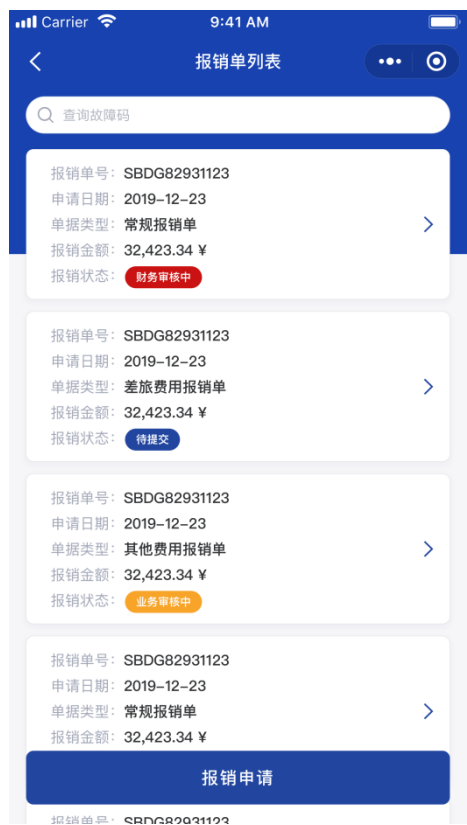 Carrier 9:41 AM
报销单列表
查询故障码
报销单号: SBDG82931123
申请日期: 2019-12-23
单据类型: 常规报销单
报销金额: 32,423.34 ¥
报销状态: 财务审核中
报销单号: SBDG82931123
申请日期: 2019-12-23
单据类型: 差旅费用报销单
报销金额: 32,423.34 ¥
报销状态: 待提交
报销单号: SBDG82931123
申请日期: 2019-12-23
单据类型: 其他费用报销单
报销金额: 32,423.34 ¥
报销状态: 业务审核中
报销单号: SBDG82931123
申请日期: 2019-12-23
单据类型: 常规报销单
报销金额: 32,423.34 ¥
报销申请
报销单号: SBDG82931123